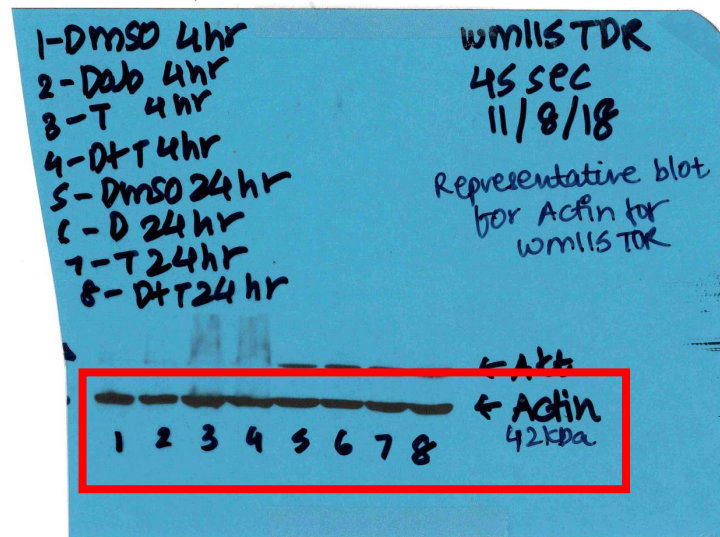 1-DMSO 4hr
2-Dab 4hr
3-T 4hr
4-D+T 4hr
5-DMSO 24hr
6-D 24hr
7-T 24hr
8-D+T 24hr
WM115 TDR
45 sec
11/8/18
Representative blot
for Actin for
WM115 TDR
←
← Actin
42kDa
1 2 3 4 5 6 7 8